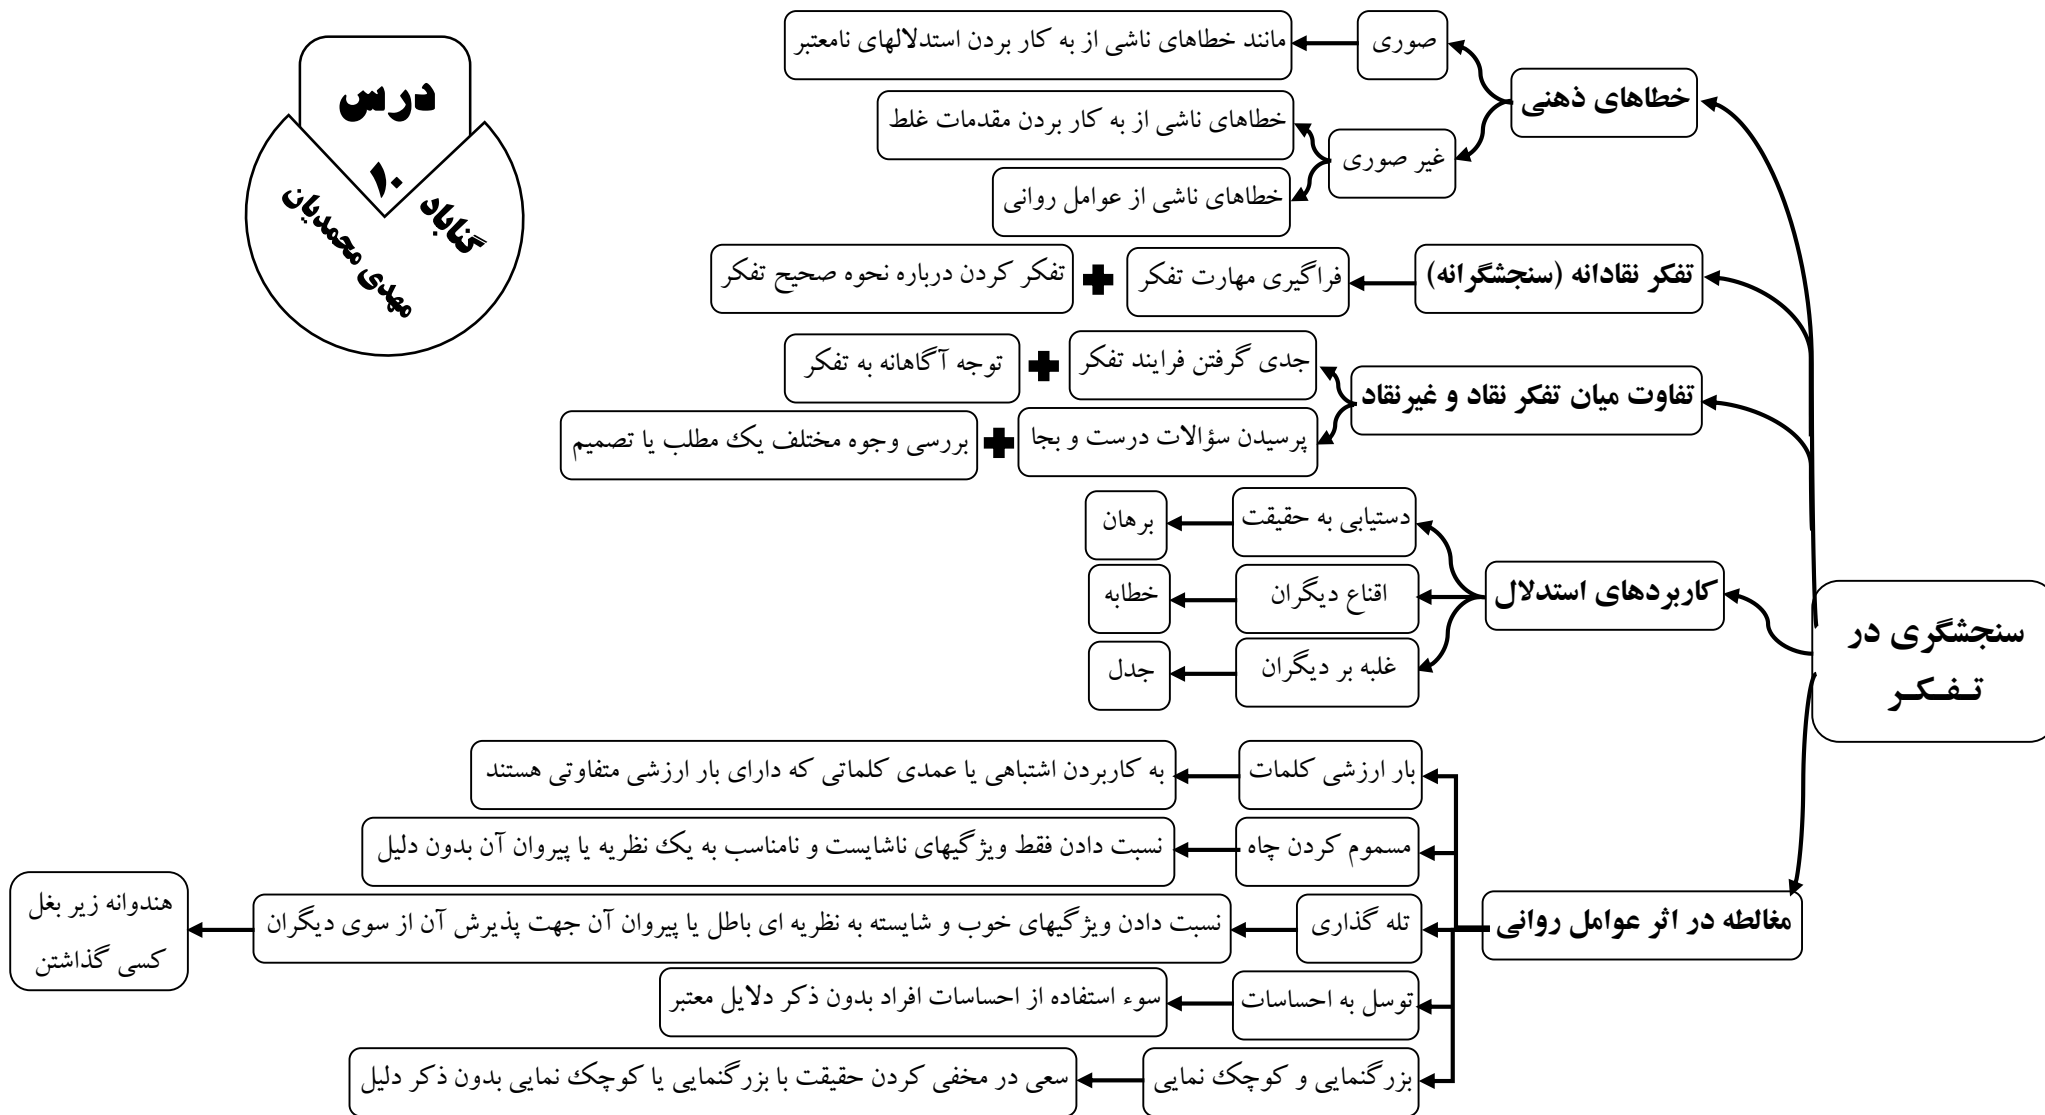 درس
۱۰
گناباد
مهدی محمدیان
سنجشگری در
تـفـکـر
خطاهای ذهنی
صوری
مانند خطاهای ناشی از به کار بردن استدلالهای نامعتبر
غیر صوری
خطاهای ناشی از به کار بردن مقدمات غلط
خطاهای ناشی از عوامل روانی
تفکر نقادانه (سنجشگرانه)
فراگیری مهارت تفکر
تفکر کردن درباره نحوه صحیح تفکر
تفاوت میان تفکر نقاد و غیرنقاد
جدی گرفتن فرایند تفکر
توجه آگاهانه به تفکر
پرسیدن سؤالات درست و بجا
بررسی وجوه مختلف یک مطلب یا تصمیم
کاربردهای استدلال
دستیابی به حقیقت
برهان
اقناع دیگران
خطابه
غلبه بر دیگران
جدل
مغالطه در اثر عوامل روانی
بار ارزشی کلمات
به کاربردن اشتباهی یا عمدی کلماتی که دارای بار ارزشی متفاوتی هستند
مسموم کردن چاه
نسبت دادن فقط ویژگیهای ناشایست و نامناسب به یک نظریه یا پیروان آن بدون دلیل
تله گذاری
نسبت دادن ویژگیهای خوب و شایسته به نظریه ای باطل یا پیروان آن جهت پذیرش آن از سوی دیگران
هندوانه زیر بغل
کسی گذاشتن
توسل به احساسات
سوء استفاده از احساسات افراد بدون ذکر دلایل معتبر
بزرگنمایی و کوچک نمایی
سعی در مخفی کردن حقیقت با بزرگنمایی یا کوچک نمایی بدون ذکر دلیل